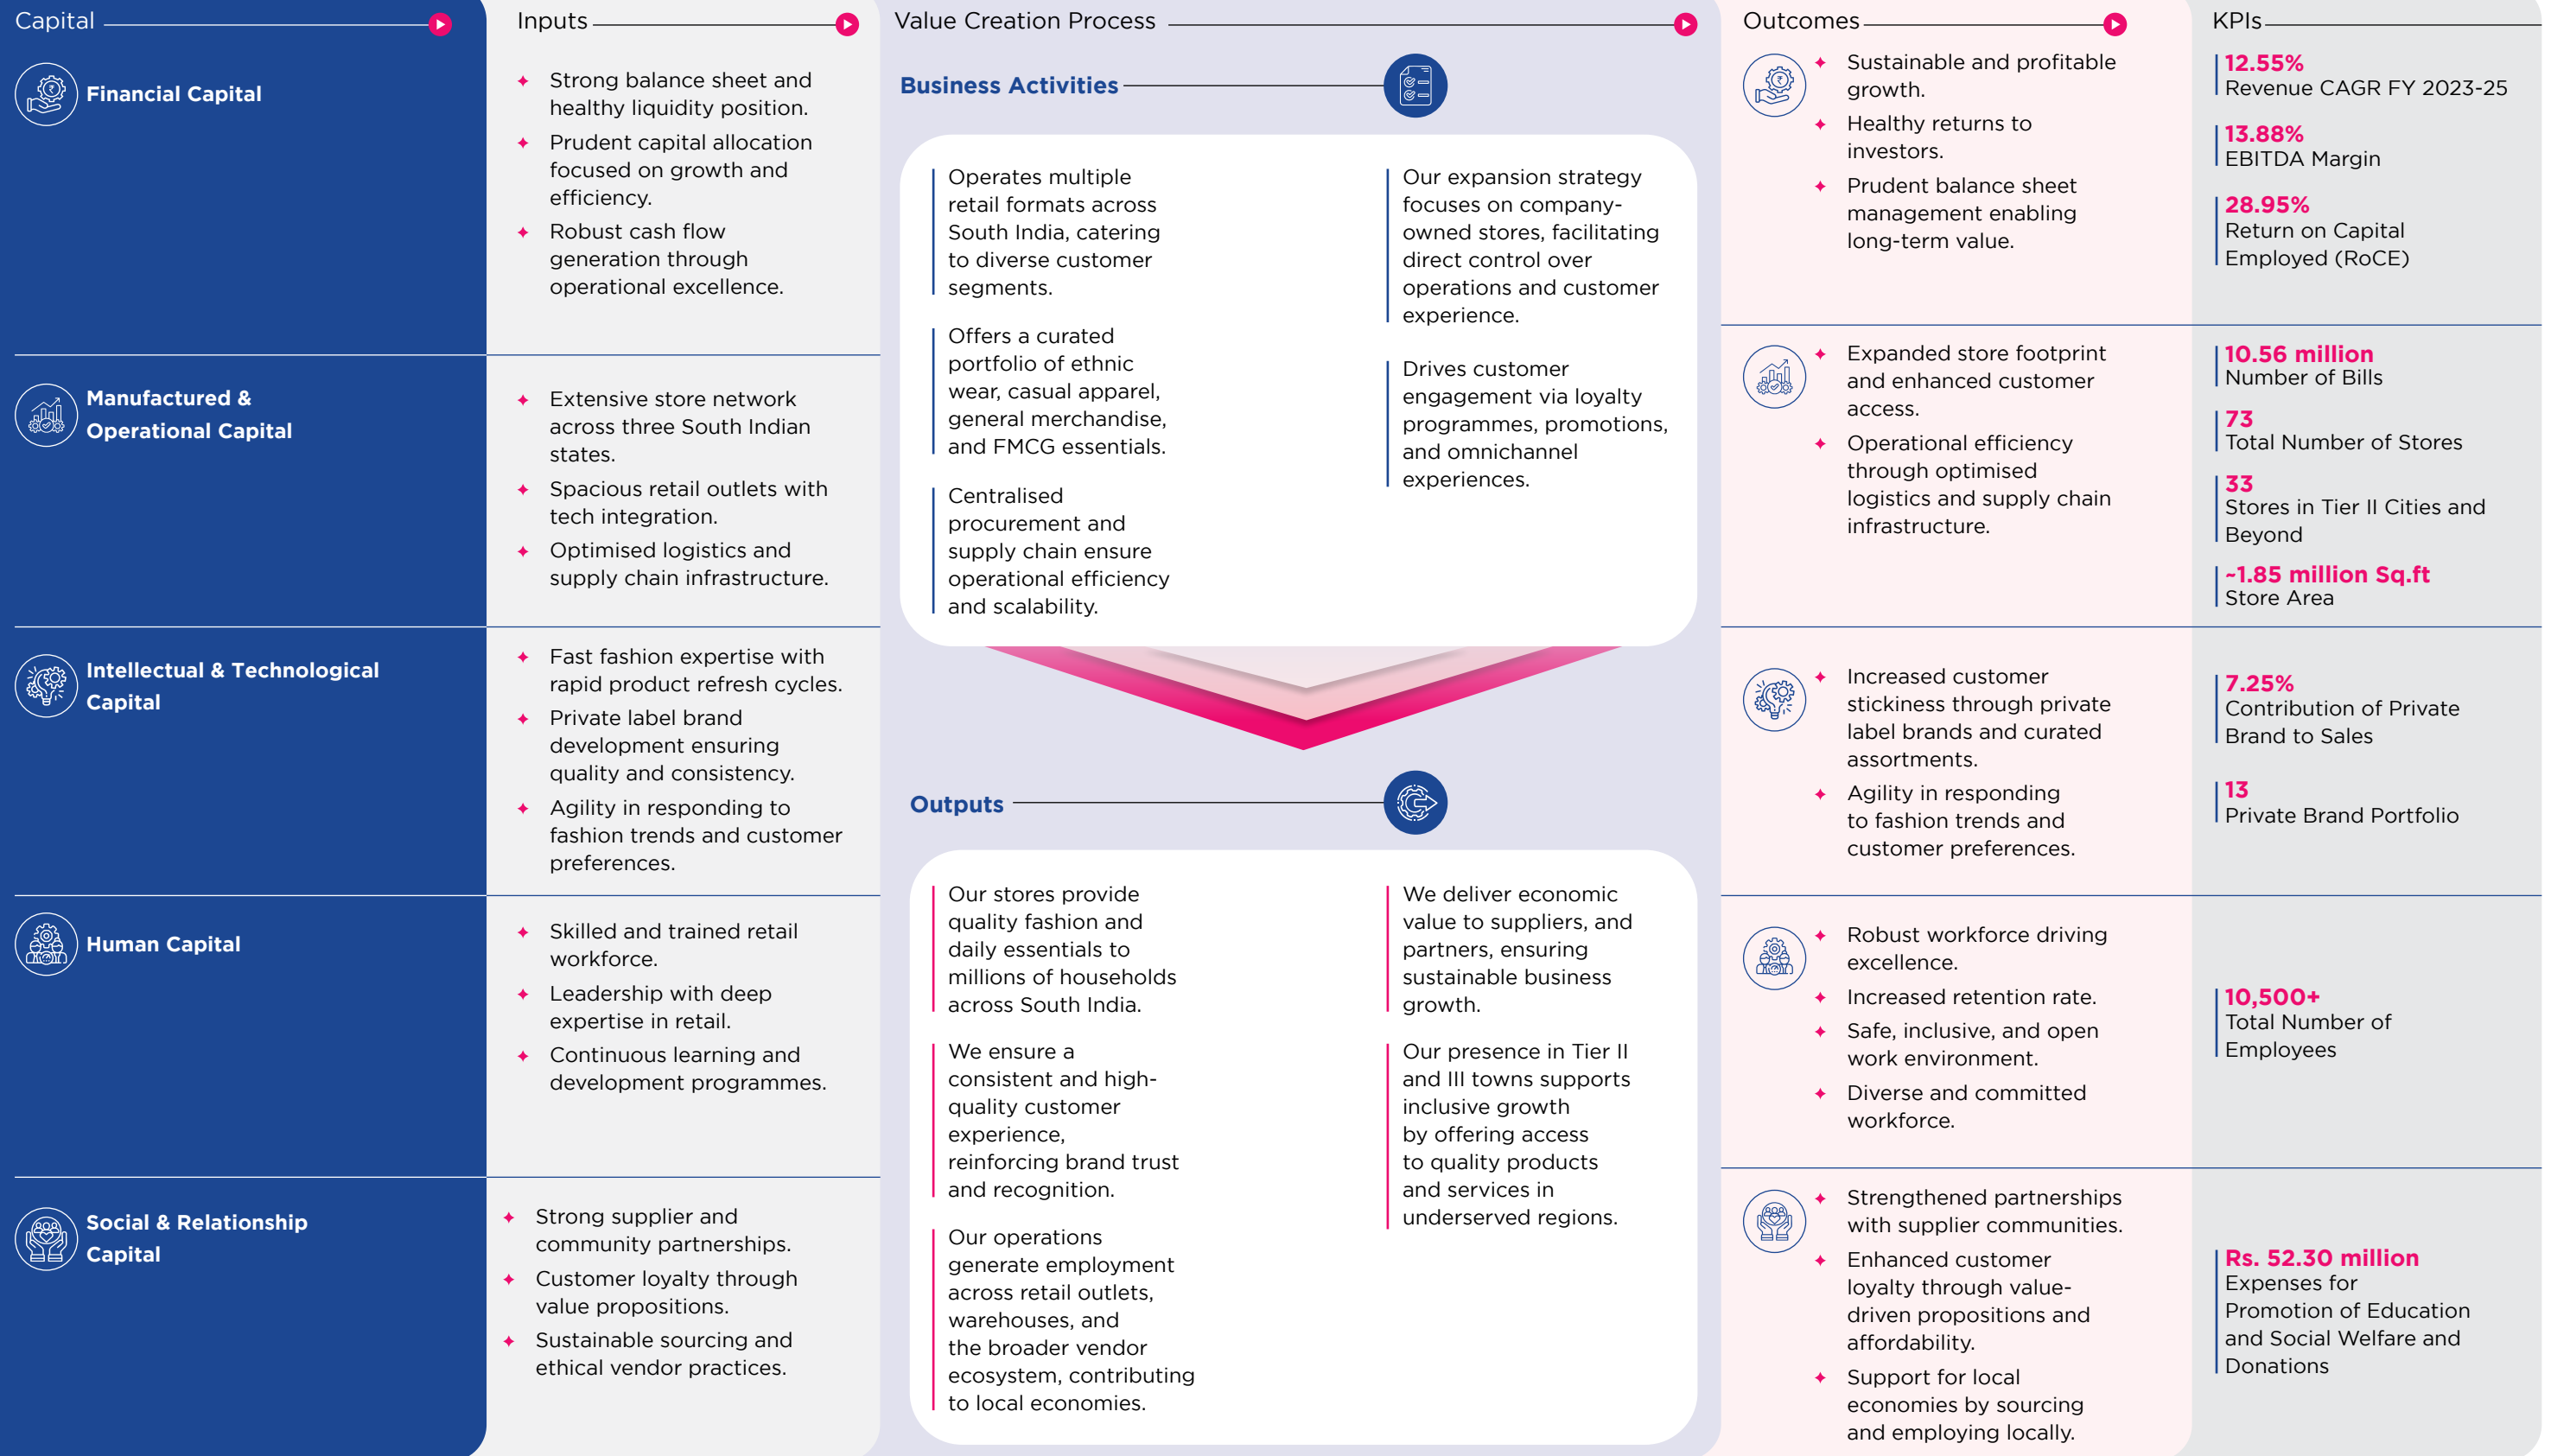 Capital
Inputs
Value Creation Process
Outcomes
KPIs
Financial Capital
Strong balance sheet and
healthy liquidity position.
Prudent capital allocation
focused on growth and
efficiency.
Robust cash flow
generation through
operational excellence.
Manufactured &
Operational Capital
Extensive store network
across three South Indian
states.
Spacious retail outlets with
tech integration.
Optimised logistics and
supply chain infrastructure.
Intellectual & Technological
Capital
Fast fashion expertise with
rapid product refresh cycles.
Private label brand
development ensuring
quality and consistency.
Agility in responding to
fashion trends and customer
preferences.
Human Capital
Skilled and trained retail
workforce.
Leadership with deep
expertise in retail.
Continuous learning and
development programmes.
Social & Relationship
Capital
Strong supplier and
community partnerships.
Customer loyalty through
value propositions.
Sustainable sourcing and
ethical vendor practices.
Business Activities
Operates multiple
retail formats across
South India, catering
to diverse customer
segments.
Offers a curated
portfolio of ethnic
wear, casual apparel,
general merchandise,
and FMCG essentials.
Centralised
procurement and
supply chain ensure
operational efficiency
and scalability.
Our expansion strategy
focuses on company-
owned stores, facilitating
direct control over
operations and customer
experience.
Drives customer
engagement via loyalty
programmes, promotions,
and omnichannel
experiences.
Outputs
Our stores provide
quality fashion and
daily essentials to
millions of households
across South India.
We ensure a
consistent and high-
quality customer
experience,
reinforcing brand trust
and recognition.
Our operations
generate employment
across retail outlets,
warehouses, and
the broader vendor
ecosystem, contributing
to local economies.
We deliver economic
value to suppliers, and
partners, ensuring
sustainable business
growth.
Our presence in Tier II
and III towns supports
inclusive growth
by offering access
to quality products
and services in
underserved regions.
Sustainable and profitable
growth.
Healthy returns to
investors.
Prudent balance sheet
management enabling
long-term value.
12.55%
Revenue CAGR FY 2023-25
13.88%
EBITDA Margin
28.95%
Return on Capital
Employed (RoCE)
Expanded store footprint
and enhanced customer
access.
Operational efficiency
through optimised
logistics and supply chain
infrastructure.
10.56 million
Number of Bills
73
Total Number of Stores
33
Stores in Tier II Cities and
Beyond
~1.85 million Sq.ft
Store Area
Increased customer
stickiness through private
label brands and curated
assortments.
Agility in responding
to fashion trends and
customer preferences.
7.25%
Contribution of Private
Brand to Sales
13
Private Brand Portfolio
Robust workforce driving
excellence.
Increased retention rate.
Safe, inclusive, and open
work environment.
Diverse and committed
workforce.
10,500+
Total Number of
Employees
Strengthened partnerships
with supplier communities.
Enhanced customer
loyalty through value-
driven propositions and
affordability.
Support for local
economies by sourcing
and employing locally.
Rs. 52.30 million
Expenses for
Promotion of Education
and Social Welfare and
Donations